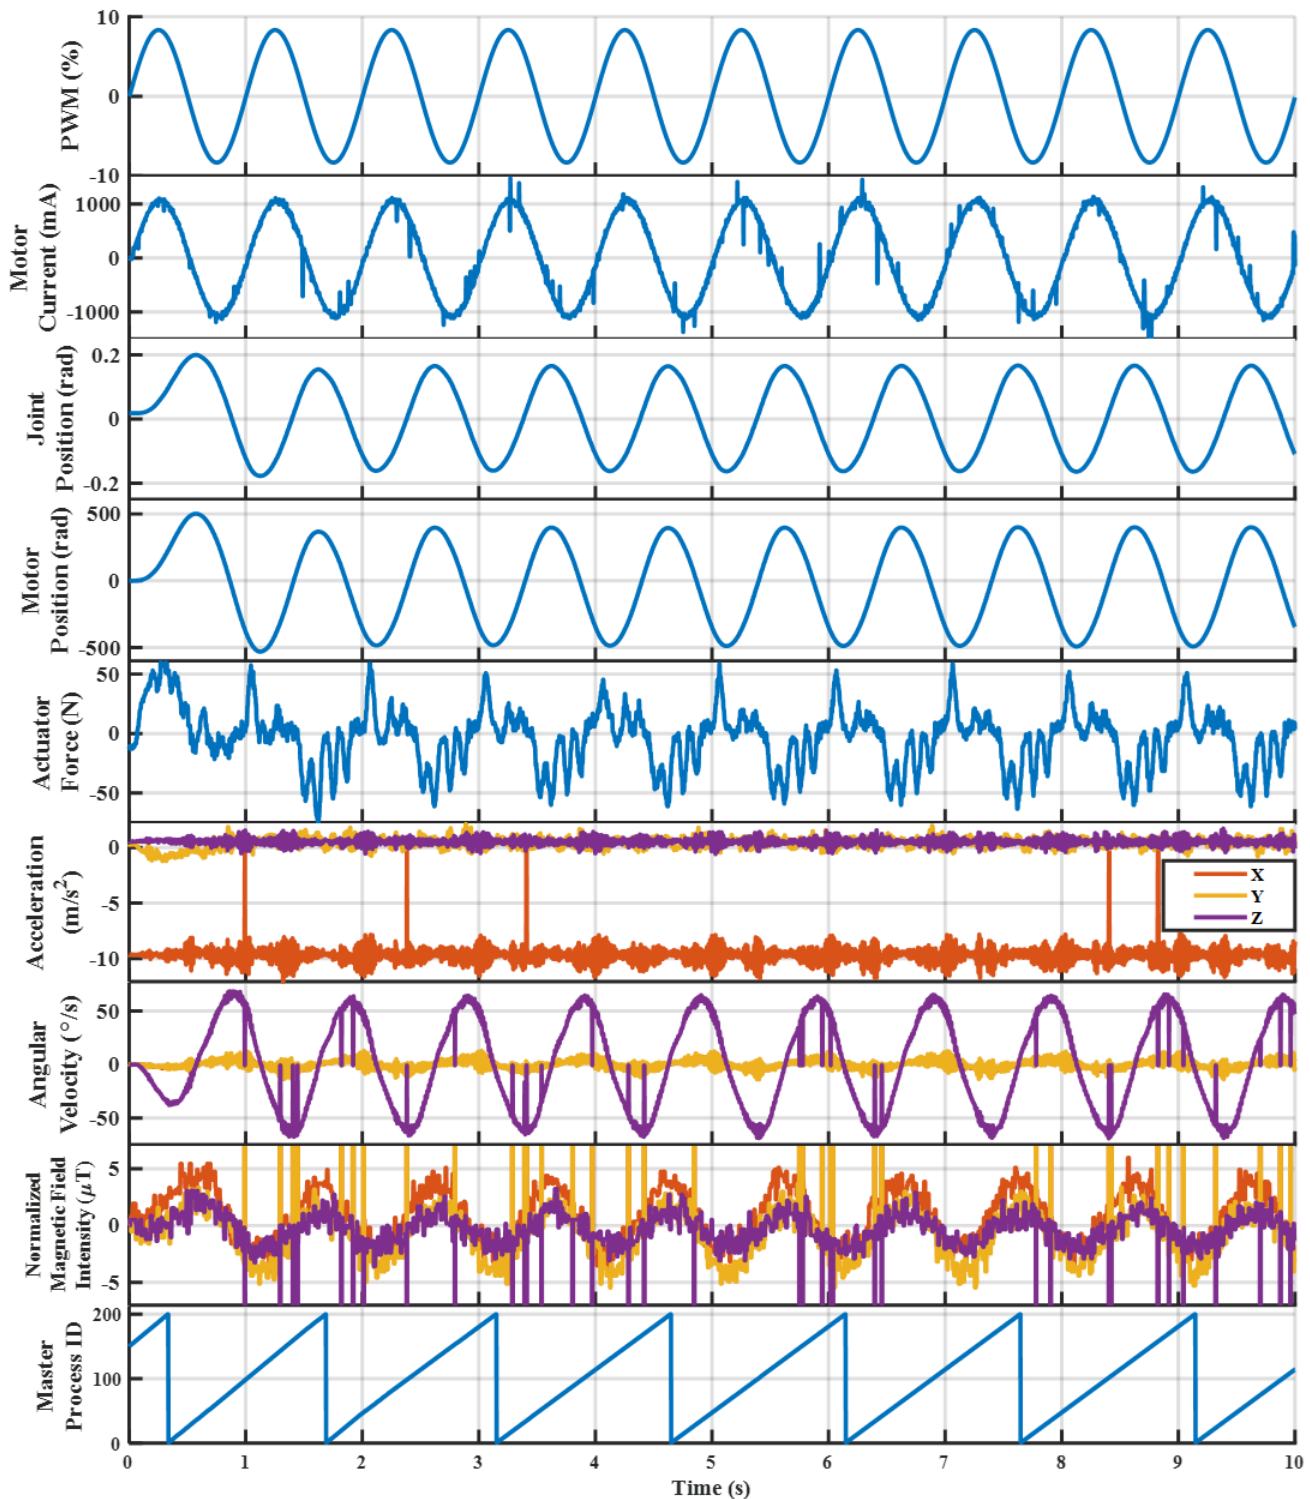 10
0
-10
PWM (%)
1000
0
-1000
Motor
Current (mA)
0.2
0
-0.2
Joint
Position (rad)
500
0
-500
Motor
Position (rad)
50
0
-50
Actuator
Force (N)
0
-5
-10
Acceleration
(m/s²)
X
Y
Z
50
0
-50
Angular
Velocity (°/s)
5
0
-5
Normalized
Magnetic Field
Intensity (μT)
200
100
0
Master
Process ID
0 1 2 3 4 5 6 7 8 9 10
Time (s)